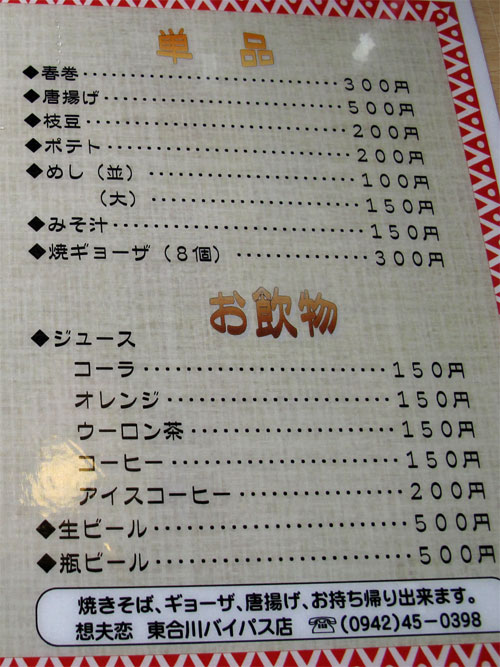 単品
◆春巻‥‥‥‥‥‥‥‥‥‥‥300円
◆唐揚げ‥‥‥‥‥‥‥‥‥‥500円
◆枝豆‥‥‥‥‥‥‥‥‥‥‥200円
◆ポテト‥‥‥‥‥‥‥‥‥‥200円
◆めし（並）‥‥‥‥‥‥‥‥100円
（大）‥‥‥‥‥‥‥‥150円
◆みそ汁‥‥‥‥‥‥‥‥‥‥150円
◆焼ギョーザ（8個）‥‥‥‥‥300円
お飲物
◆ジュース
コーラ‥‥‥‥‥‥‥‥‥‥150円
オレンジ‥‥‥‥‥‥‥‥‥150円
ウーロン茶‥‥‥‥‥‥‥‥150円
コーヒー‥‥‥‥‥‥‥‥‥150円
アイスコーヒー‥‥‥‥‥‥200円
◆生ビール‥‥‥‥‥‥‥‥‥500円
◆瓶ビール‥‥‥‥‥‥‥‥‥500円
焼きそば、ギョーザ、唐揚げ、お持ち帰り出来ます。
想夫恋 東合川バイパス店 ☎(0942)45-0398